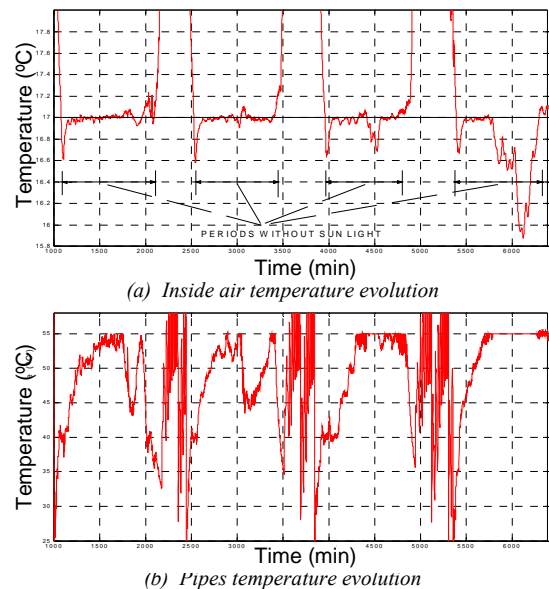 17.8
17.6
17.4
17.2
17
16.8
16.6
16.4
16.2
16
15.8
Temperature (ºC)
PERIODS WITHOUT SUN LIGHT
1000 1500 2000 2500 3000 3500 4000 4500 5000 5500 6000
Time (min)
(a) Inside air temperature evolution
55
50
45
40
35
30
25
Temperature (ºC)
1000 1500 2000 2500 3000 3500 4000 4500 5000 5500 6000
Time (min)
(b) Pipes temperature evolution